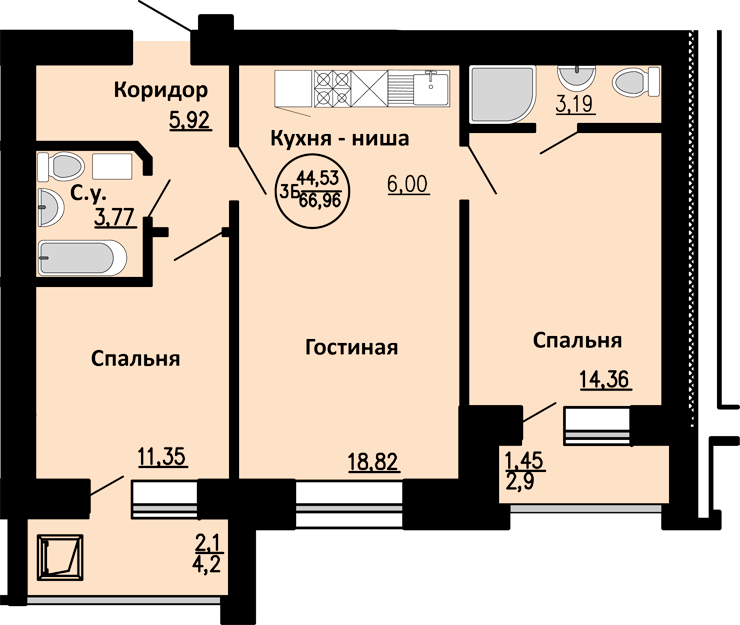 Коридор
5,92
3,19
Кухня - ниша
44,53
3Б
66,96
6,00
С.у.
3,77
Спальня
11,35
Гостиная
18,82
Спальня
14,36
1,45
2,9
2,1
4,2